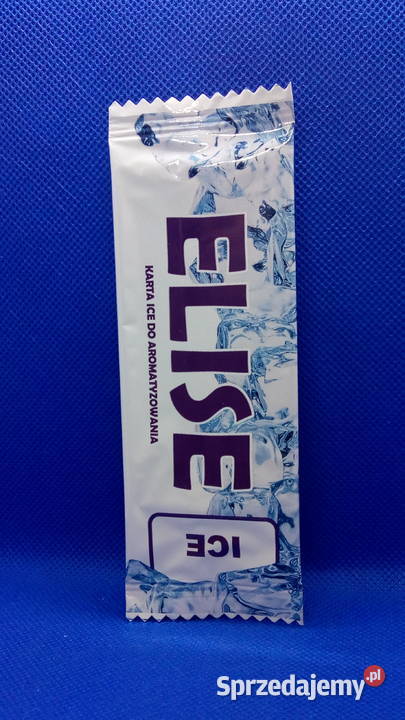 ELISE
KARTA ICE DO AROMATYZOWANIA
ICE
Sprzedajemy.pl